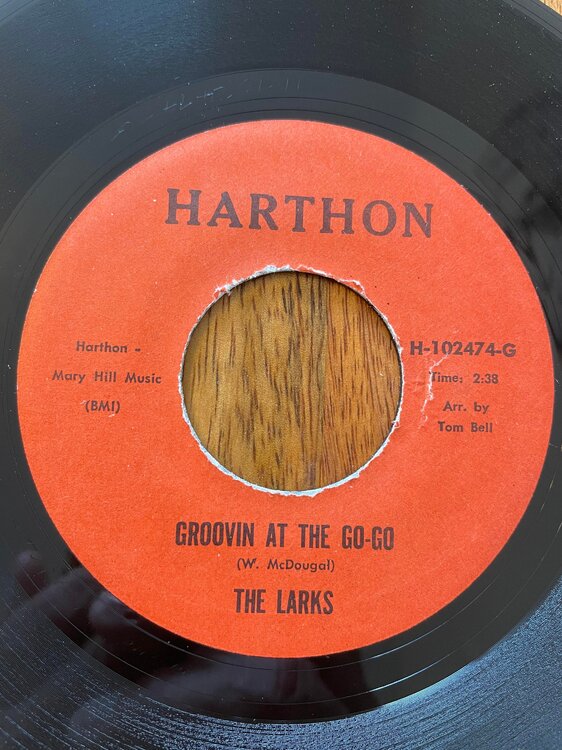 HARTHON
Harthon -
Mary Hill Music
(BMI)
H-102474-G
Time: 2:38
Arr. by
Tom Bell
GROOVIN AT THE GO-GO
(W. McDougal)
THE LARKS